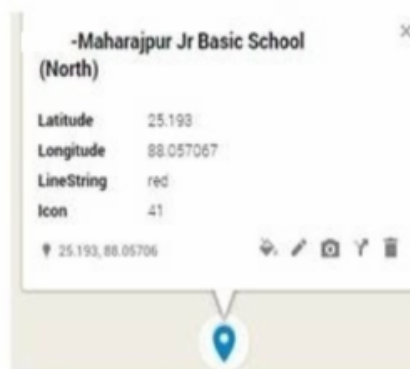 -Maharajpur Jr Basic School
(North)
Latitude 25.193
Longitude 88.057067
LineString red
Icon 41
25.193, 88.05706